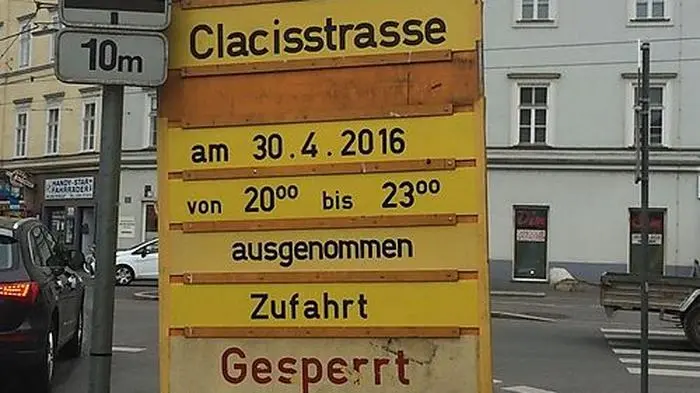 10m
Clacisstrasse
am 30.4.2016
von 20⁰⁰ bis 23⁰⁰
ausgenommen
Zufahrt
Gesperrt
HANDY-STAR
FAHRRÄDER